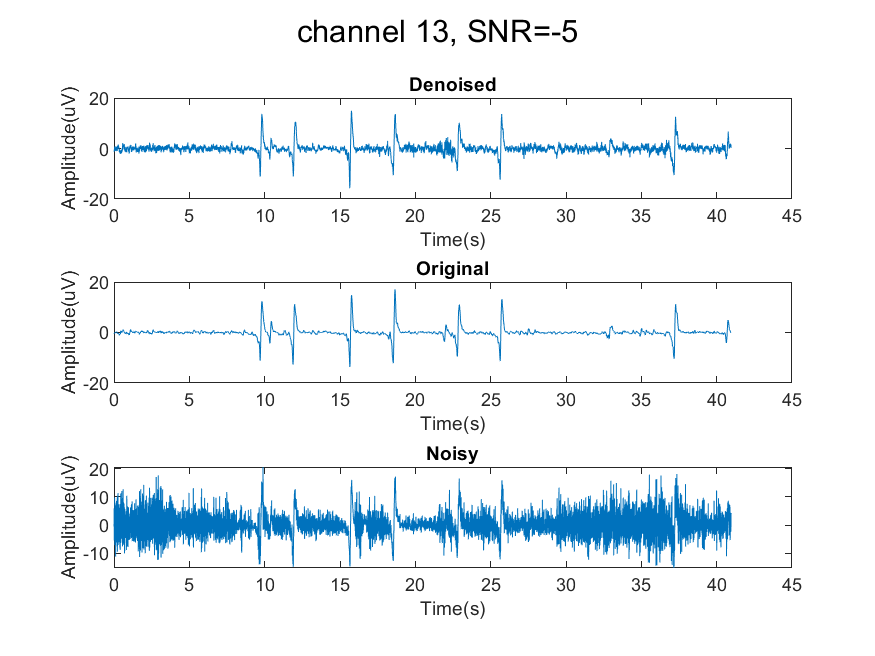 channel 13, SNR=-5
Denoised
Amplitude(uV)
20
0
-20
0 5 10 15 20 25 30 35 40 45
Time(s)
Original
Amplitude(uV)
20
0
-20
0 5 10 15 20 25 30 35 40 45
Time(s)
Noisy
Amplitude(uV)
20
10
0
-10
0 5 10 15 20 25 30 35 40 45
Time(s)